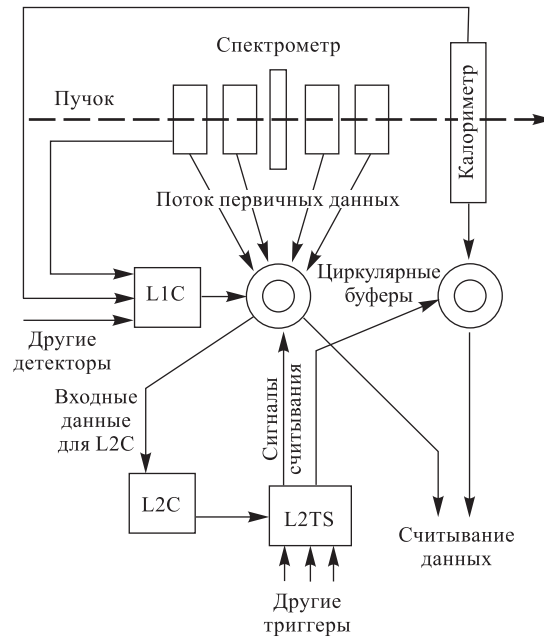 Спектрометр
Пучок
Калориметр
Поток первичных данных
Циркулярные
буферы
L1C
Другие
детекторы
Входные
данные
для L2C
Сигналы
считывания
L2C
L2TS
Считывание
данных
Другие
триггеры